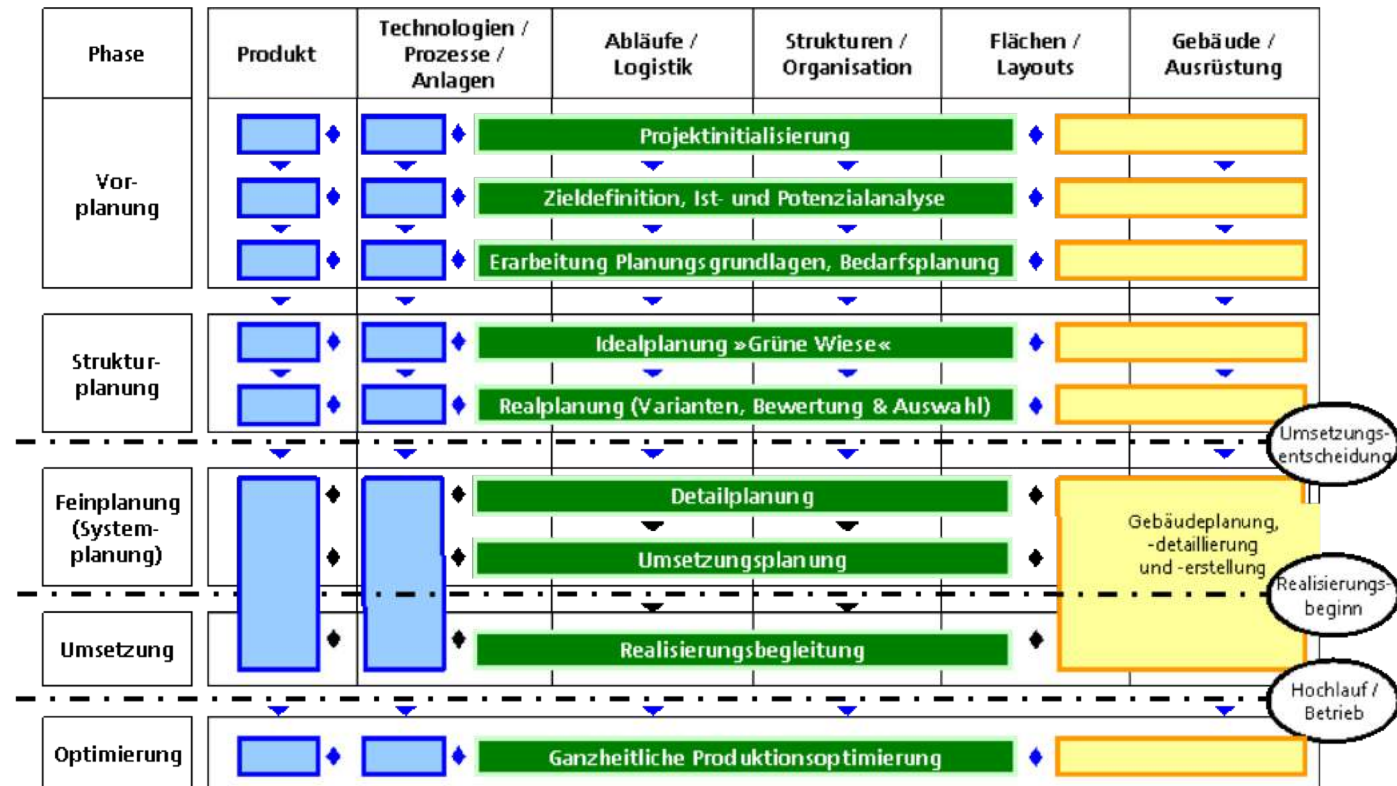 Phase
Produkt
Technologien /
Prozesse /
Anlagen
Abläufe /
Logistik
Strukturen /
Organisation
Flächen /
Layouts
Gebäude /
Ausrüstung
Vor-
planung
Projektinitialisierung
Zieldefinition, Ist- und Potenzialanalyse
Erarbeitung Planungsgrundlagen, Bedarfsplanung
Struktur-
planung
Idealplanung »Grüne Wiese«
Realplanung (Varianten, Bewertung & Auswahl)
Umsetzungs-
entscheidung
Feinplanung
(System-
planung)
Detailplanung
Umsetzungsplanung
Gebäudeplanung,
-detaillierung
und -erstellung
Realisierungs-
beginn
Umsetzung
Realisierungsbegleitung
Hochlauf /
Betrieb
Optimierung
Ganzheitliche Produktionsoptimierung